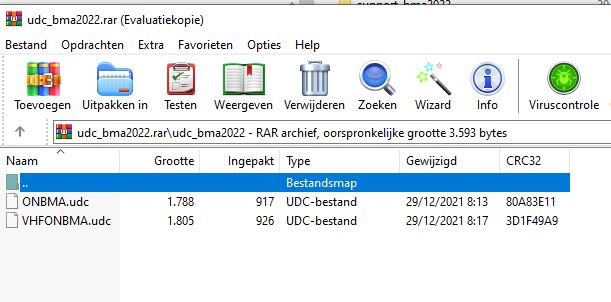 support_bma2022
udc_bma2022.rar (Evaluatiekopie)
Bestand Opdrachten Extra Favorieten Opties Help
Toevoegen Uitpakken in Testen Weergeven Verwijderen Zoeken Wizard Info Viruscontrole
udc_bma2022.rar\udc_bma2022 - RAR archief, oorspronkelijke grootte 3.593 bytes
Naam Grootte Ingepakt Type Gewijzigd CRC32
.. Bestandsmap
ONBMA.udc 1.788 917 UDC-bestand 29/12/2021 8:13 80A83E11
VHFONBMA.udc 1.805 926 UDC-bestand 29/12/2021 8:17 3D1F49A9